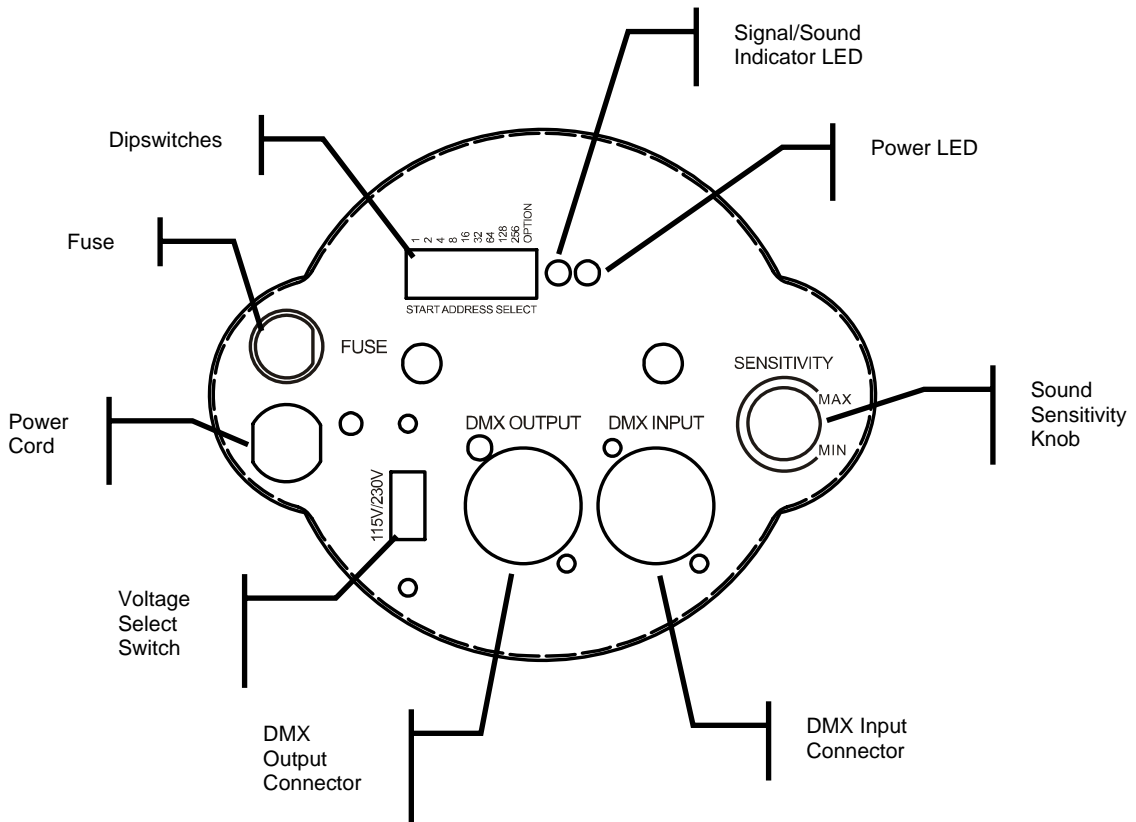 Signal/Sound
Indicator LED
Dipswitches
Power LED
Fuse
1
2
4
8
16
32
64
128
256
OPTION
START ADDRESS SELECT
FUSE
SENSITIVITY
MAX
MIN
Sound
Sensitivity
Knob
Power
Cord
DMX OUTPUT
DMX INPUT
115V/230V
Voltage
Select
Switch
DMX
Output
Connector
DMX Input
Connector